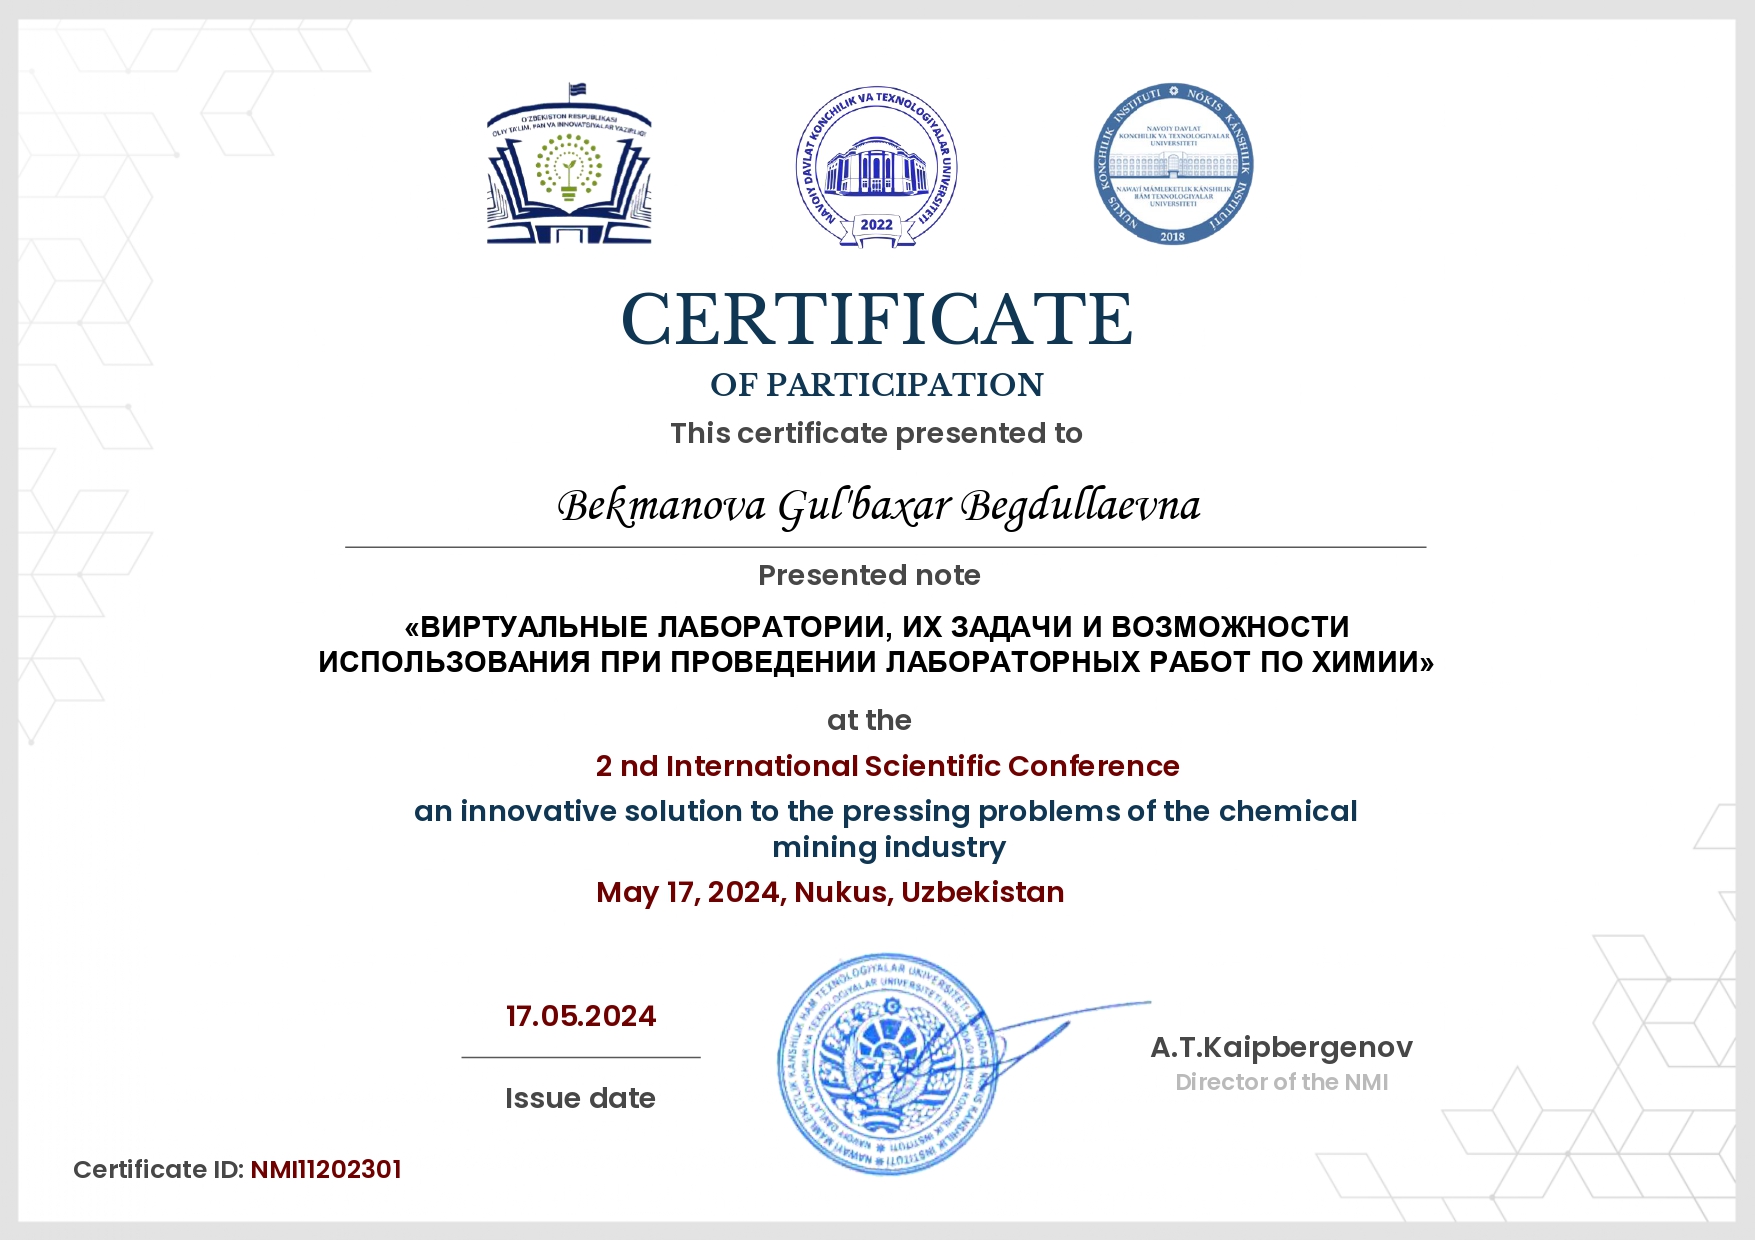 O'ZBEKISTON RESPUBLIKASI
OLIY TA'LIM, FAN VA INNOVATSIYALAR VAZIRLIGI
NAVOIY DAVLAT KONCHILIK VA TEXNOLOGIYALAR UNIVERSITETI
2022
NUKUS KONCHILIK INSTITUTI
NÓKIS KÁNSHILIK INSTITUTI
NAVOIY DAVLAT
KONCHILIK VA TEXNOLOGIYALAR
UNIVERSITETI
NAWAYÍ MÁMLEKETLIK KÁNSHILIK
HÁM TEXNOLOGIYALAR
UNIVERSITETI
2018
CERTIFICATE
OF PARTICIPATION
This certificate presented to
Bekmanova Gul'baxar Begdullaevna
Presented note
«ВИРТУАЛЬНЫЕ ЛАБОРАТОРИИ, ИХ ЗАДАЧИ И ВОЗМОЖНОСТИ
ИСПОЛЬЗОВАНИЯ ПРИ ПРОВЕДЕНИИ ЛАБОРАТОРНЫХ РАБОТ ПО ХИМИИ»
at the
2 nd International Scientific Conference
an innovative solution to the pressing problems of the chemical
mining industry
May 17, 2024, Nukus, Uzbekistan
17.05.2024
Issue date
A.T.Kaipbergenov
Director of the NMI
Certificate ID: NMI11202301